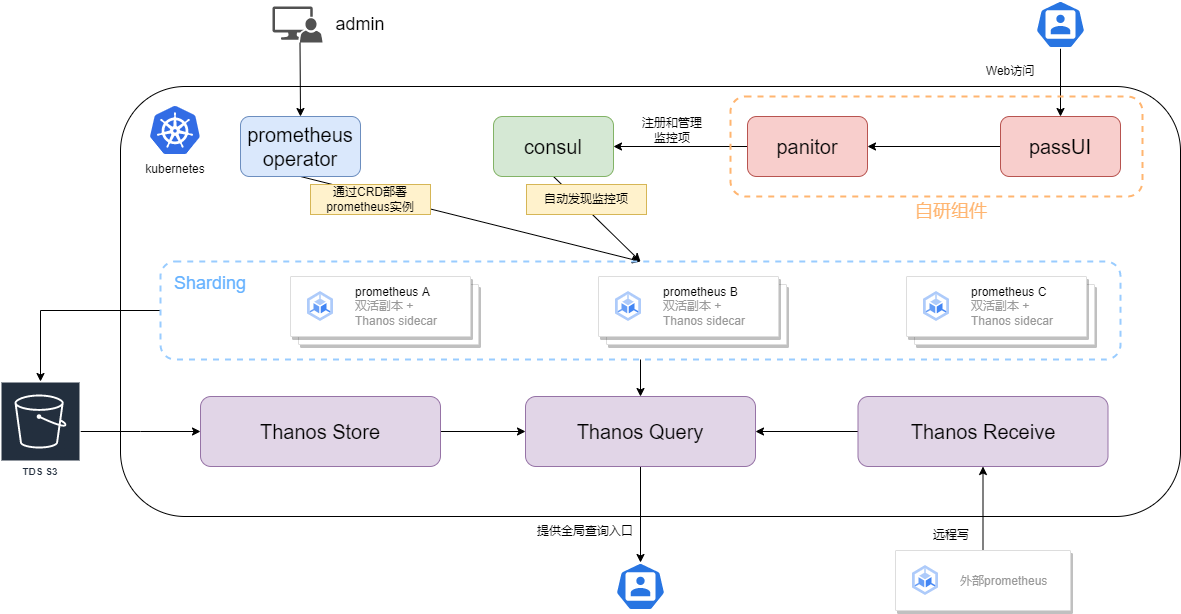 admin
Web访问
kubernetes
prometheus
operator
consul
注册和管理
监控项
panitor
passUI
通过CRD部署
prometheus实例
自动发现监控项
自研组件
Sharding
prometheus A
双活副本 +
Thanos sidecar
prometheus B
双活副本 +
Thanos sidecar
prometheus C
双活副本 +
Thanos sidecar
Thanos Store
Thanos Query
Thanos Receive
TDS S3
提供全局查询入口
远程写
外部prometheus